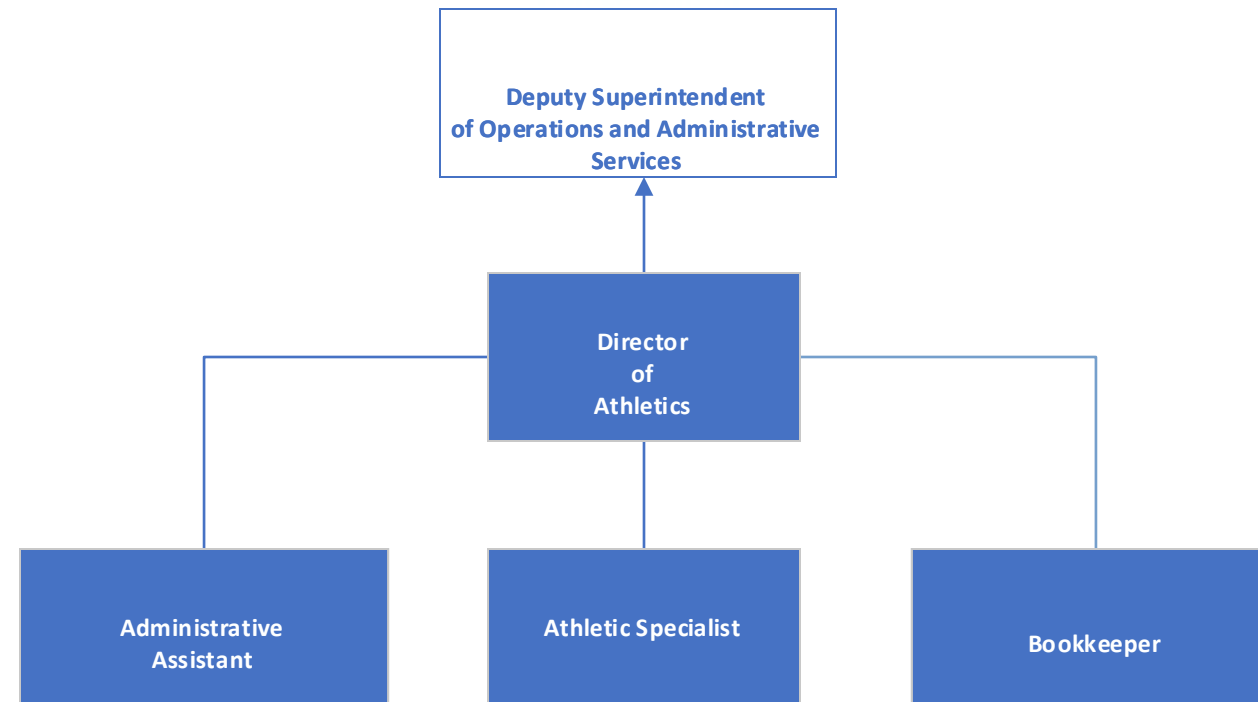 Deputy Superintendent
of Operations and Administrative
Services
Director
of
Athletics
Administrative
Assistant
Athletic Specialist
Bookkeeper